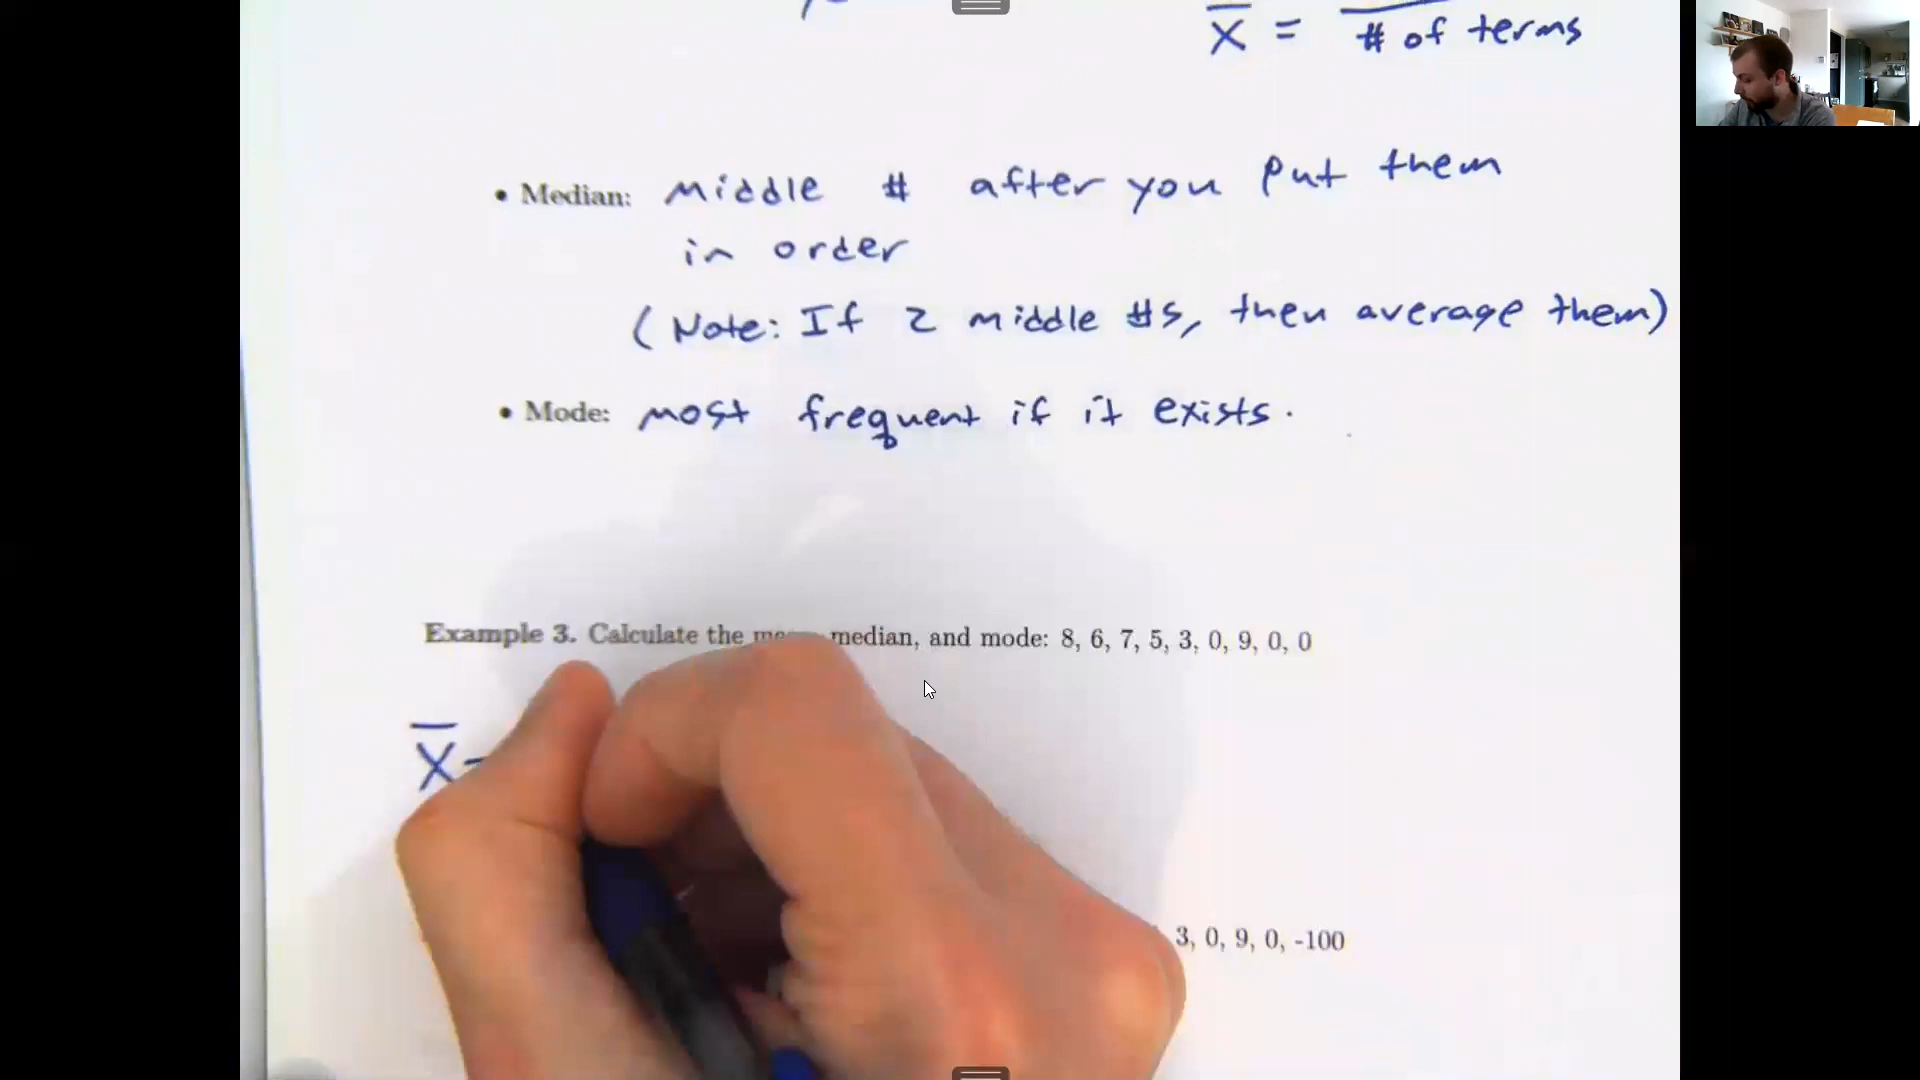 x̄ = # of terms
• Median: Middle # after you put them
in order
(Note: If 2 middle #s, then average them)
• Mode: most frequent if it exists.
Example 3. Calculate the median, and mode: 8, 6, 7, 5, 3, 0, 9, 0, 0
x̄ =
3, 0, 9, 0, -100